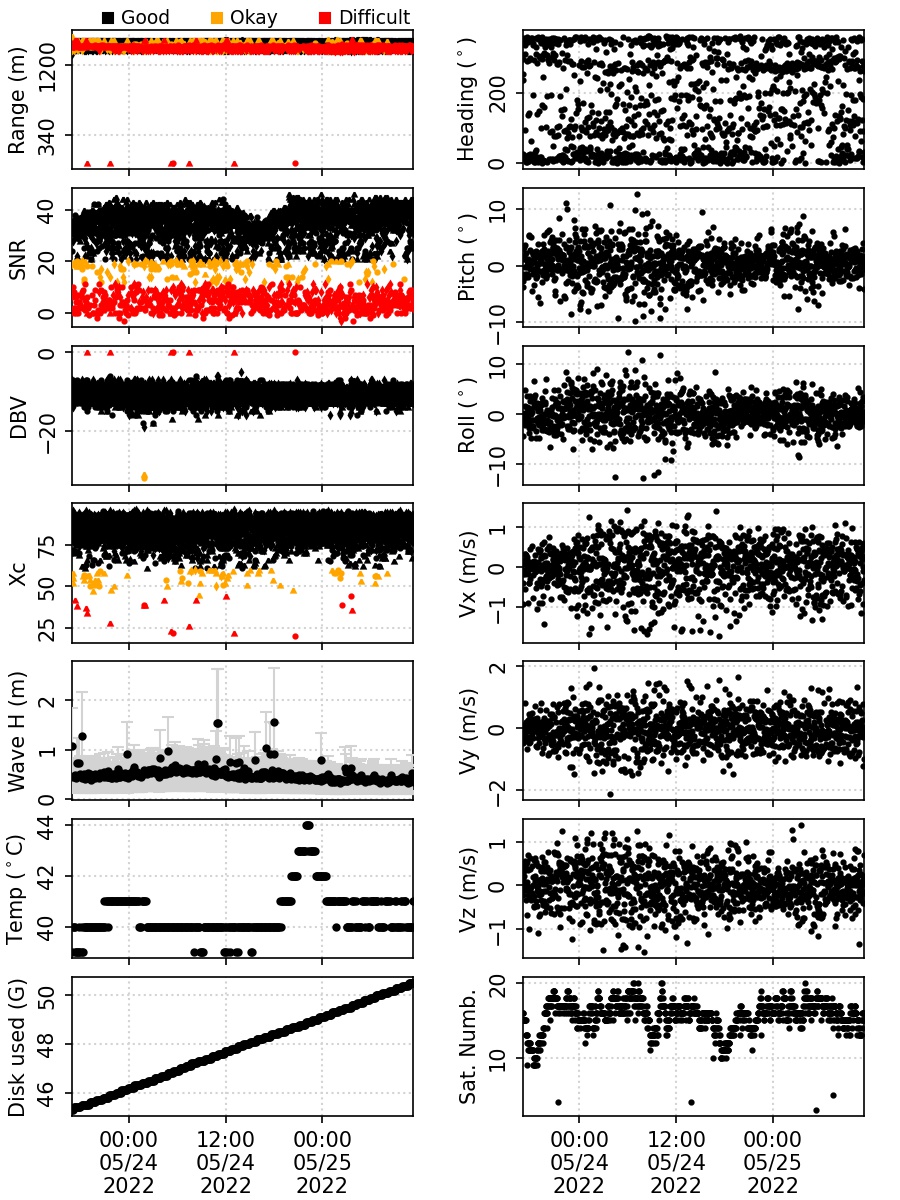 Good Okay Difficult
Range (m)
1200
340
Heading (°)
200
0
SNR
40
20
0
Pitch (°)
10
0
−10
DBV
0
−20
Roll (°)
10
0
−10
Xc
75
50
25
Vx (m/s)
1
0
−1
Wave H (m)
2
1
0
Vy (m/s)
2
0
−2
Temp (°C)
44
42
40
Vz (m/s)
1
0
−1
Disk used (G)
50
48
46
Sat. Numb.
20
10
00:00 12:00 00:00
05/24 05/24 05/25
2022 2022 2022
00:00 12:00 00:00
05/24 05/24 05/25
2022 2022 2022